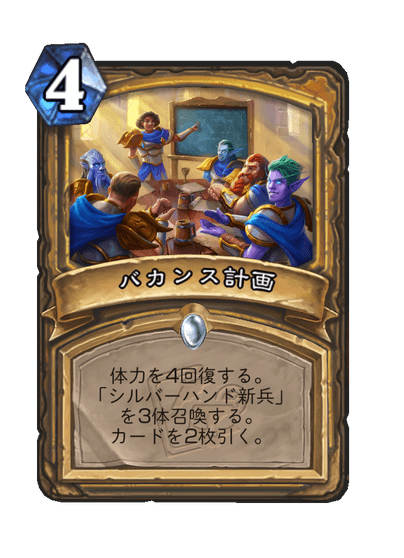 4
バカンス計画
体力を4回復する。
「シルバーハンド新兵」
を3体召喚する。
カードを2枚引く。